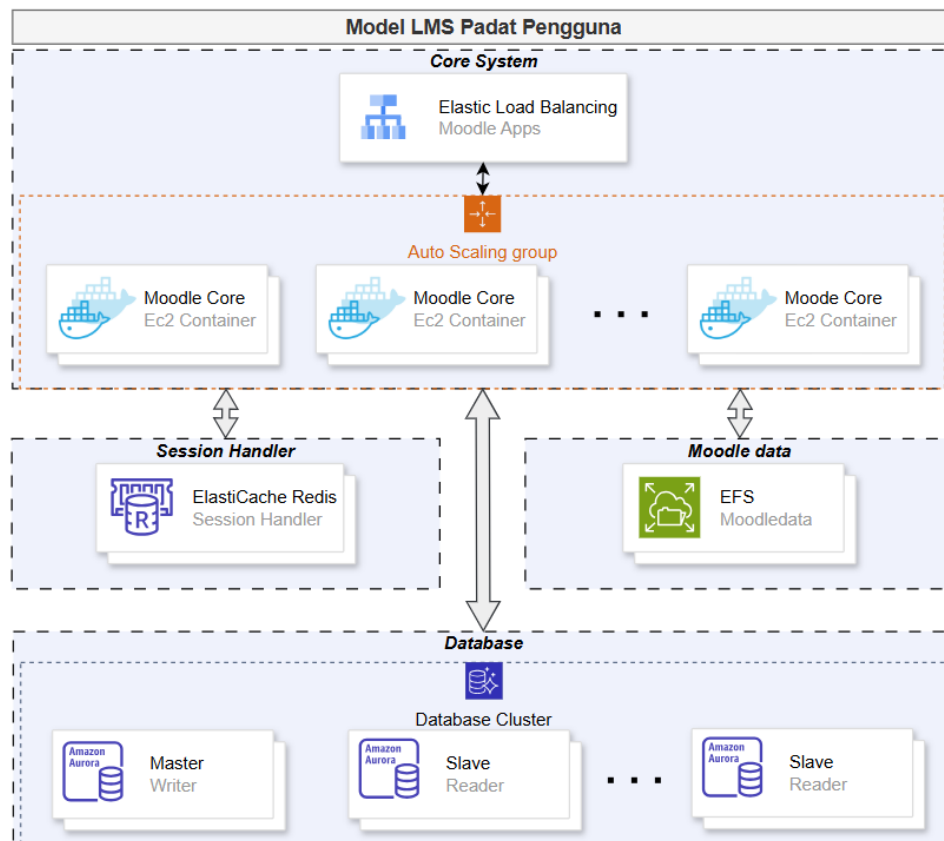 Model LMS Padat Pengguna
Core System
Elastic Load Balancing
Moodle Apps
Auto Scaling group
Moodle Core
Ec2 Container
Moodle Core
Ec2 Container
. . .
Moode Core
Ec2 Container
Session Handler
R
ElastiCache Redis
Session Handler
Moodle data
EFS
Moodledata
Database
Database Cluster
Amazon
Aurora
Master
Writer
Amazon
Aurora
Slave
Reader
. . .
Amazon
Aurora
Slave
Reader